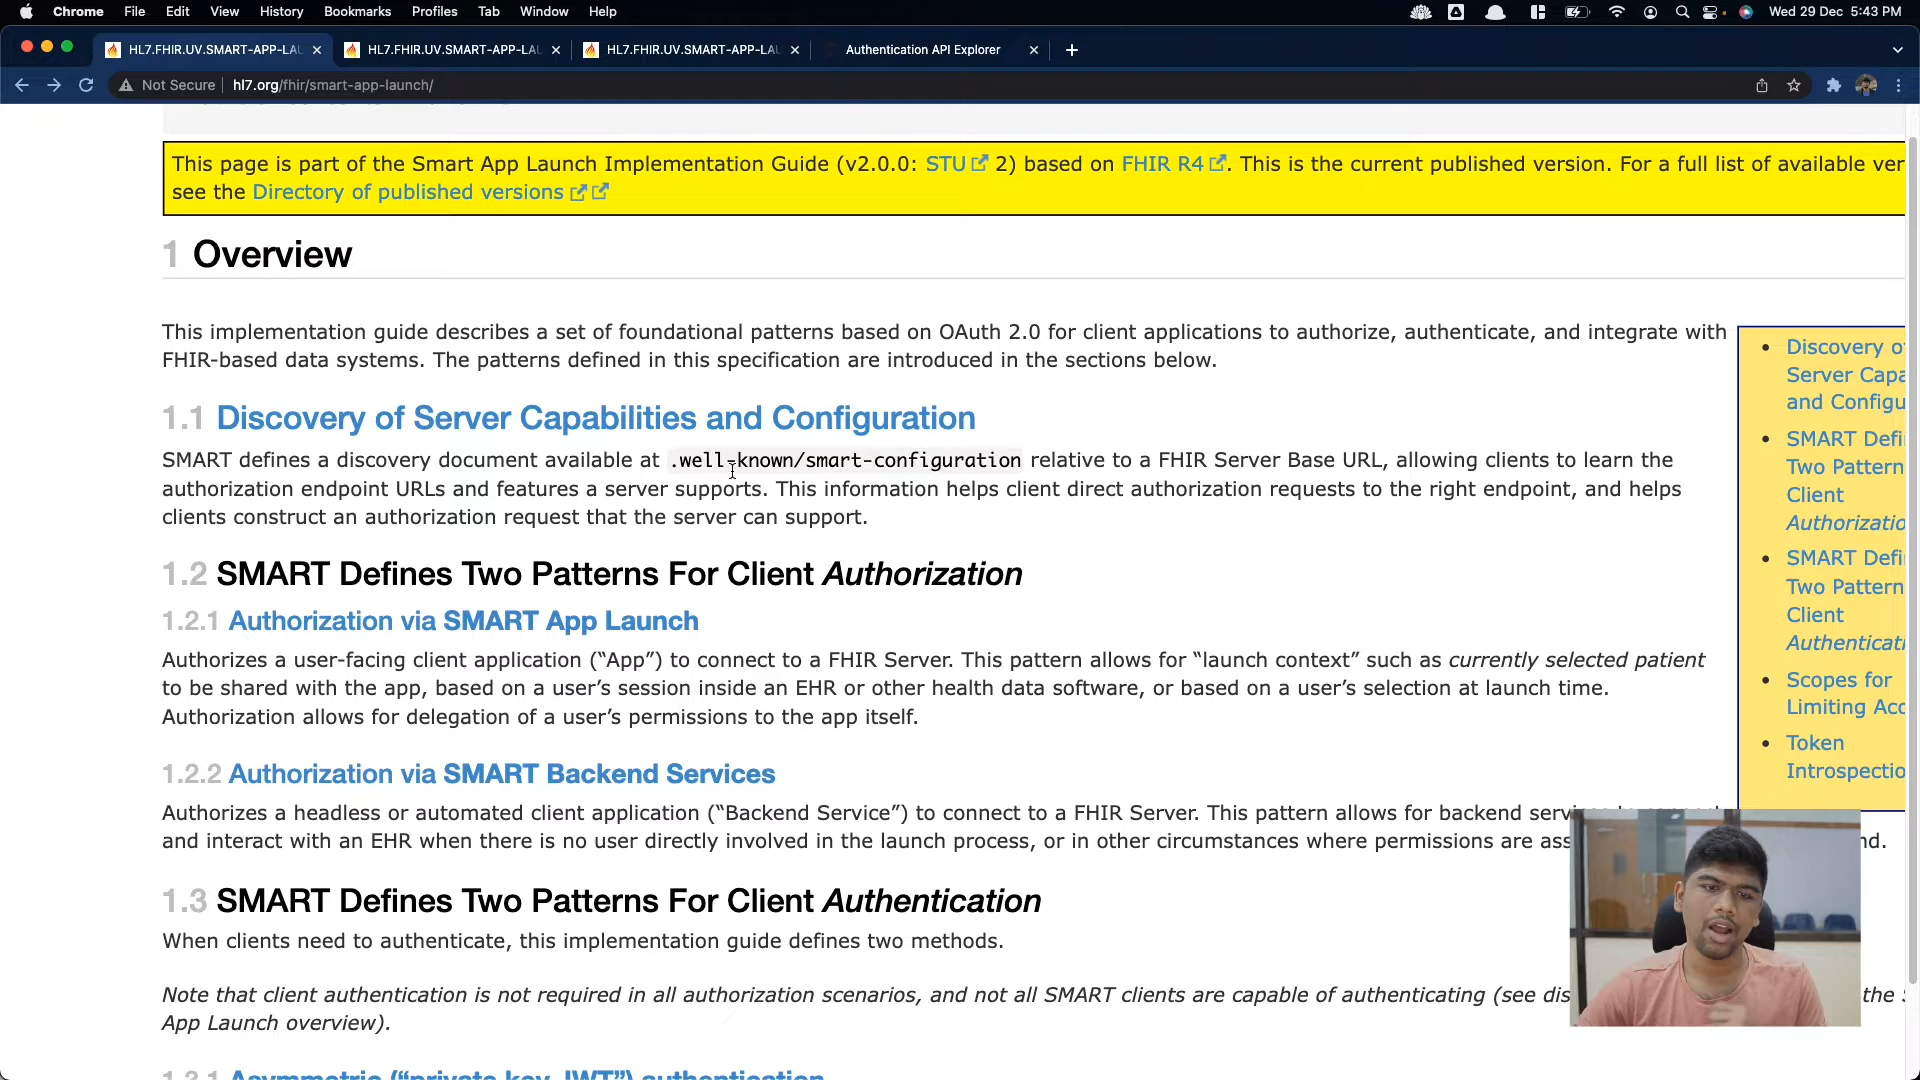 Chrome File Edit View History Bookmarks Profiles Tab Window Help Wed 29 Dec 5:43 PM
HL7.FHIR.UV.SMART-APP-LAU HL7.FHIR.UV.SMART-APP-LAU HL7.FHIR.UV.SMART-APP-LAU Authentication API Explorer
Not Secure hl7.org/fhir/smart-app-launch/
This page is part of the Smart App Launch Implementation Guide (v2.0.0: STU 2) based on FHIR R4. This is the current published version. For a full list of available ver
see the Directory of published versions
1 Overview
This implementation guide describes a set of foundational patterns based on OAuth 2.0 for client applications to authorize, authenticate, and integrate with
FHIR-based data systems. The patterns defined in this specification are introduced in the sections below.
1.1 Discovery of Server Capabilities and Configuration
SMART defines a discovery document available at .well-known/smart-configuration relative to a FHIR Server Base URL, allowing clients to learn the
authorization endpoint URLs and features a server supports. This information helps client direct authorization requests to the right endpoint, and helps
clients construct an authorization request that the server can support.
1.2 SMART Defines Two Patterns For Client Authorization
1.2.1 Authorization via SMART App Launch
Authorizes a user-facing client application (“App”) to connect to a FHIR Server. This pattern allows for “launch context” such as currently selected patient
to be shared with the app, based on a user’s session inside an EHR or other health data software, or based on a user’s selection at launch time.
Authorization allows for delegation of a user’s permissions to the app itself.
1.2.2 Authorization via SMART Backend Services
Authorizes a headless or automated client application (“Backend Service”) to connect to a FHIR Server. This pattern allows for backend serv
and interact with an EHR when there is no user directly involved in the launch process, or in other circumstances where permissions are ass nd.
1.3 SMART Defines Two Patterns For Client Authentication
When clients need to authenticate, this implementation guide defines two methods.
Note that client authentication is not required in all authorization scenarios, and not all SMART clients are capable of authenticating (see dis the
App Launch overview).
1.3.1 Asymmetric (“private key JWT”) authentication
Discovery of
Server Capa
and Configu
SMART Defi
Two Pattern
Client
Authorizatio
SMART Defi
Two Pattern
Client
Authenticati
Scopes for
Limiting Acc
Token
Introspectio